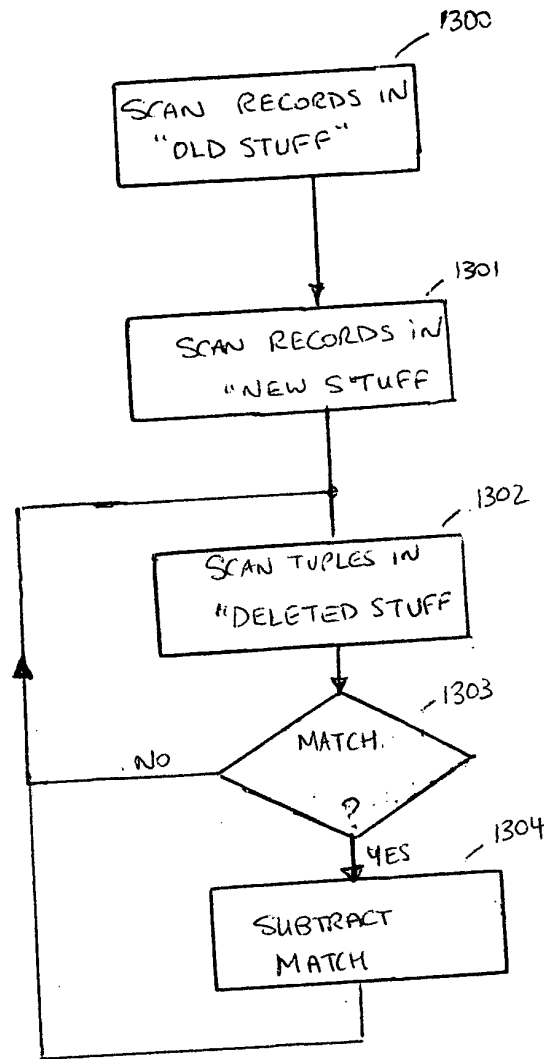 1300
SCAN RECORDS IN
"OLD STUFF"
1301
SCAN RECORDS IN
"NEW STUFF
1302
SCAN TUPLES IN
"DELETED STUFF
1303
MATCH
?
NO
YES
1304
SUBTRACT
MATCH